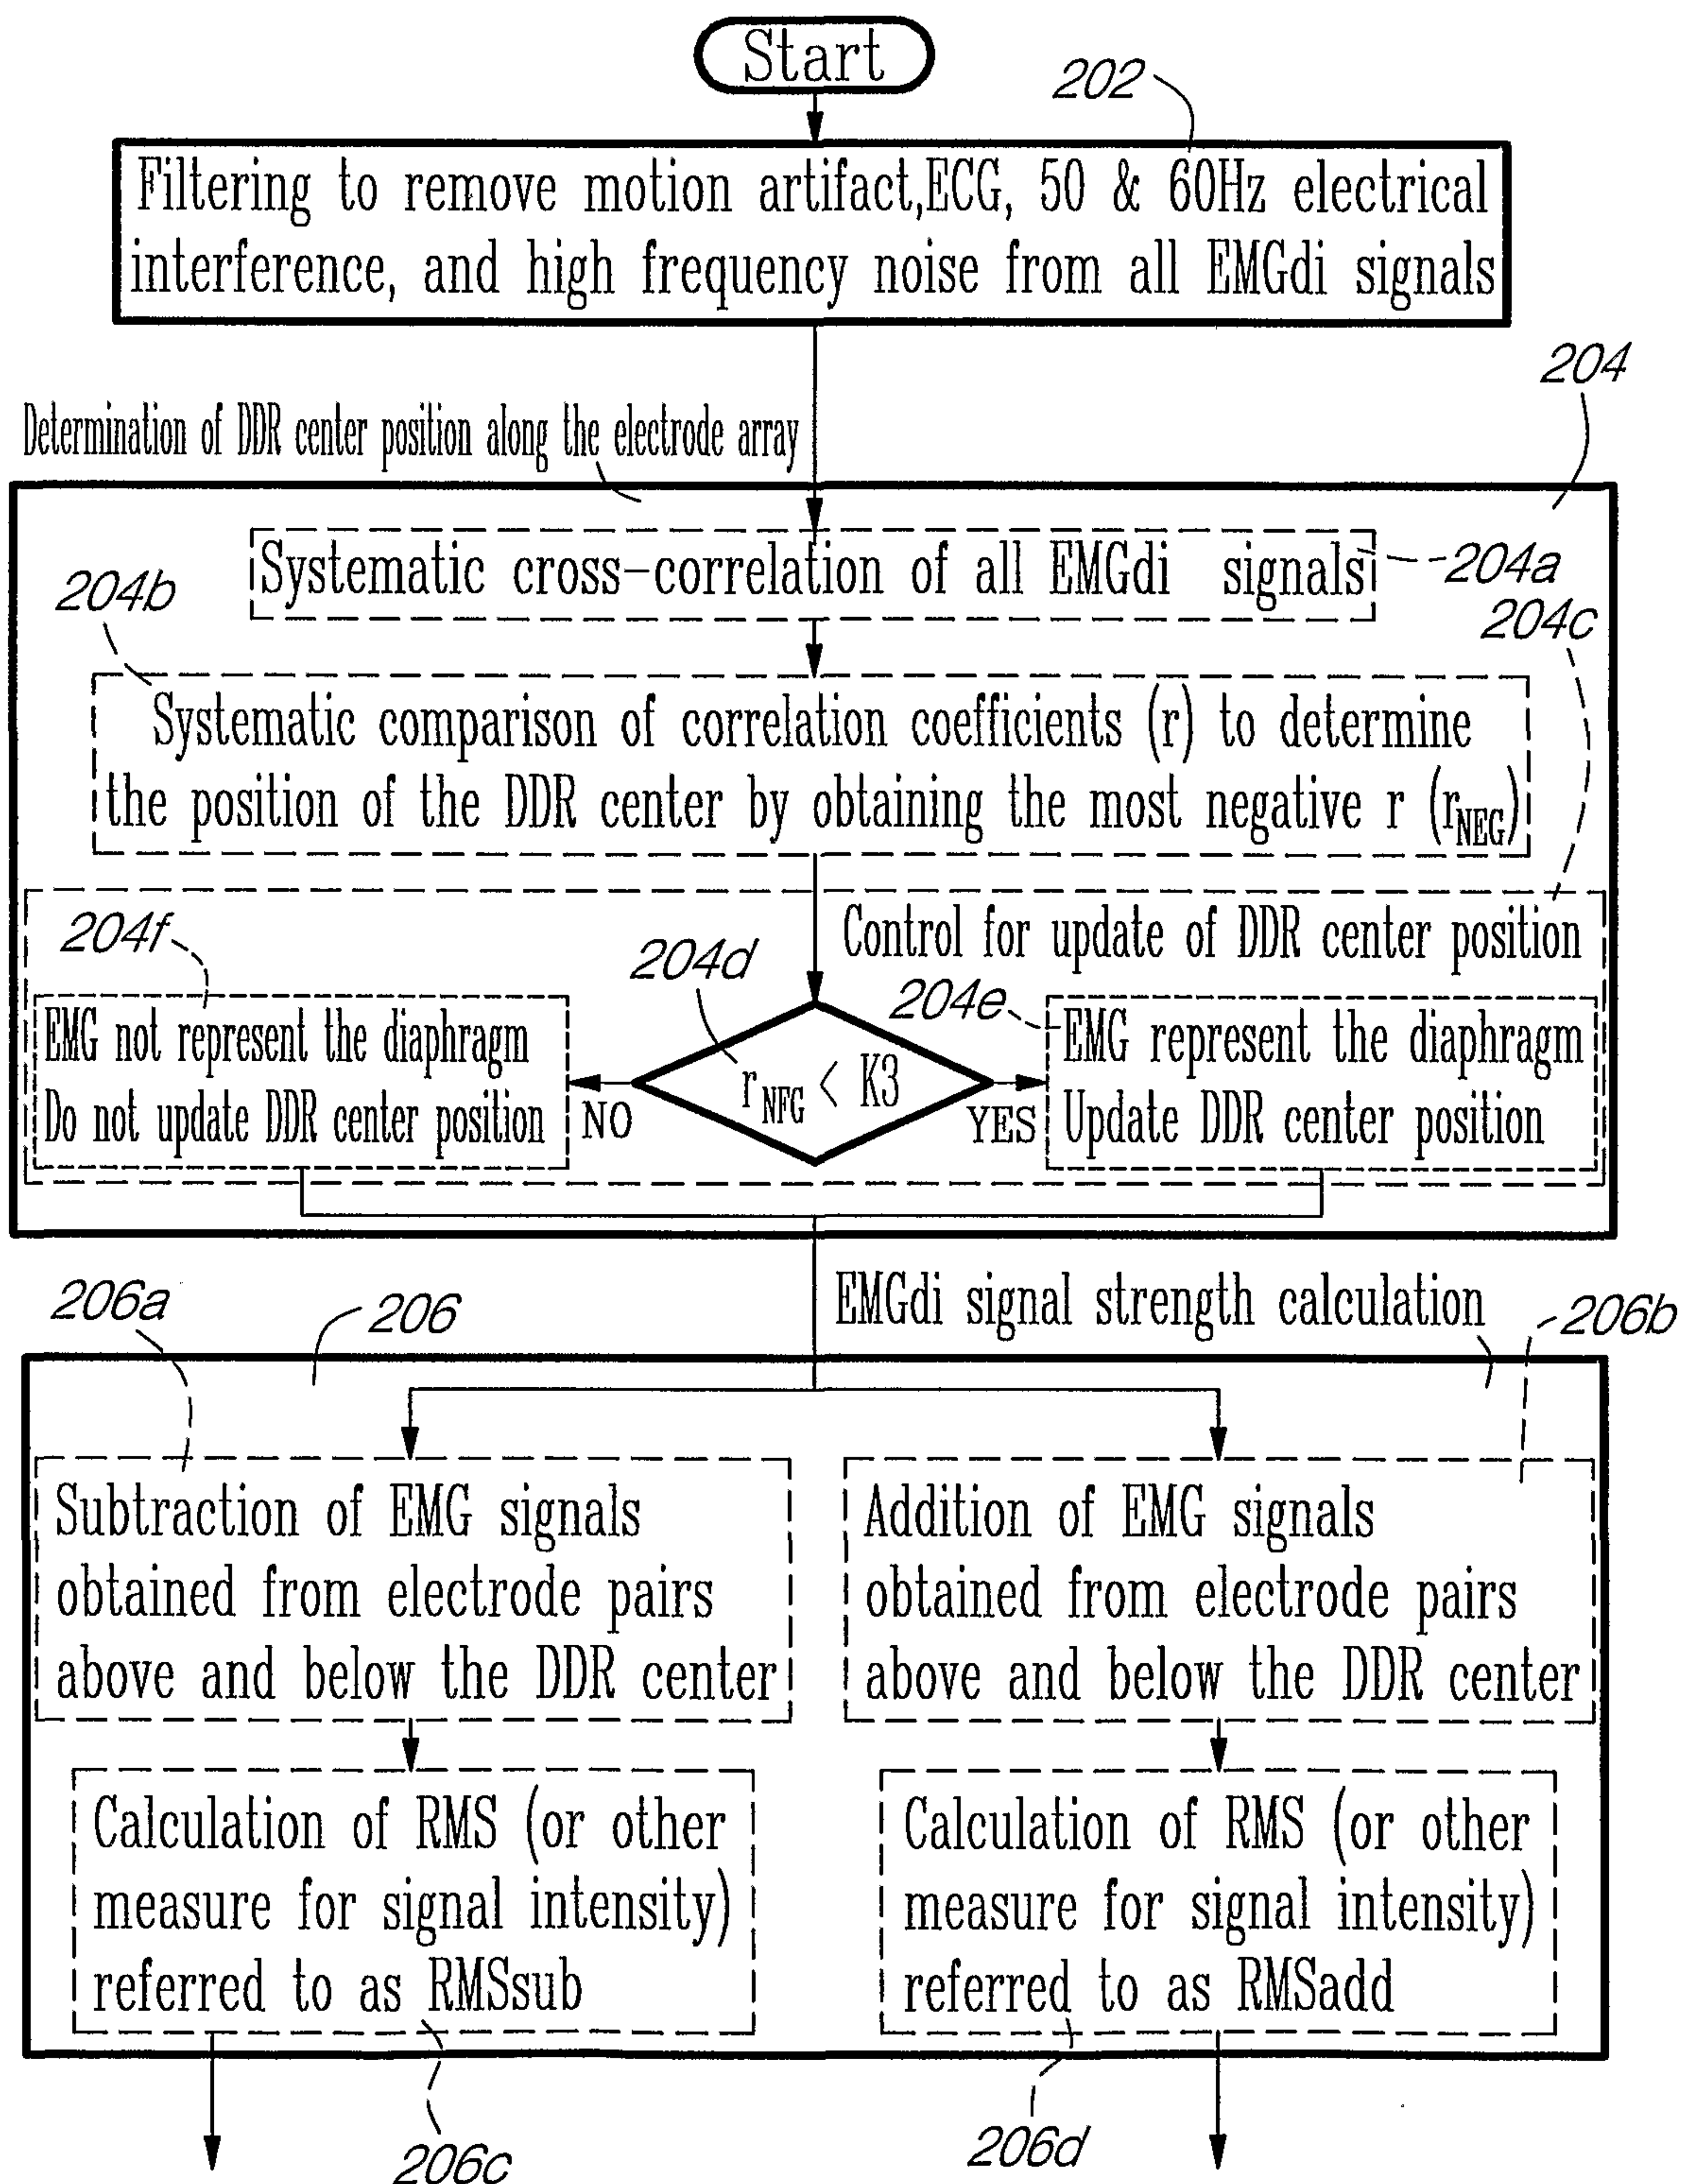 Start
202
Filtering to remove motion artifact,ECG, 50 & 60Hz electrical
interference, and high frequency noise from all EMGdi signals
204
Determination of DDR center position along the electrode array
Systematic cross-correlation of all EMGdi signals
204a
204b
204c
Systematic comparison of correlation coefficients (r) to determine
the position of the DDR center by obtaining the most negative r (rNEG)
204f
Control for update of DDR center position
204d
204e
EMG not represent the diaphragm
Do not update DDR center position
NO
rNFG < K3
YES
EMG represent the diaphragm
Update DDR center position
206a
206
EMGdi signal strength calculation
206b
Subtraction of EMG signals
obtained from electrode pairs
above and below the DDR center
Addition of EMG signals
obtained from electrode pairs
above and below the DDR center
Calculation of RMS (or other
measure for signal intensity)
referred to as RMSsub
Calculation of RMS (or other
measure for signal intensity)
referred to as RMSadd
206c
206d